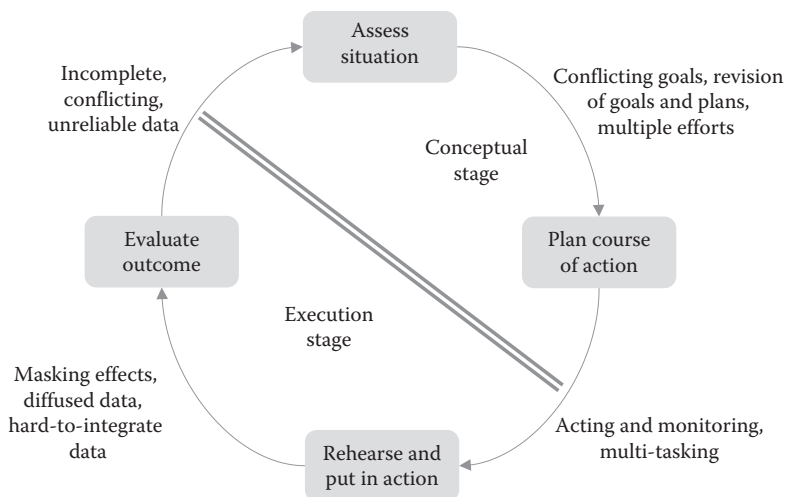 Assess
situation
Incomplete,
conflicting,
unreliable data
Conflicting goals, revision
of goals and plans,
multiple efforts
Conceptual
stage
Evaluate
outcome
Plan course
of action
Execution
stage
Masking effects,
diffused data,
hard-to-integrate
data
Rehearse and
put in action
Acting and monitoring,
multi-tasking